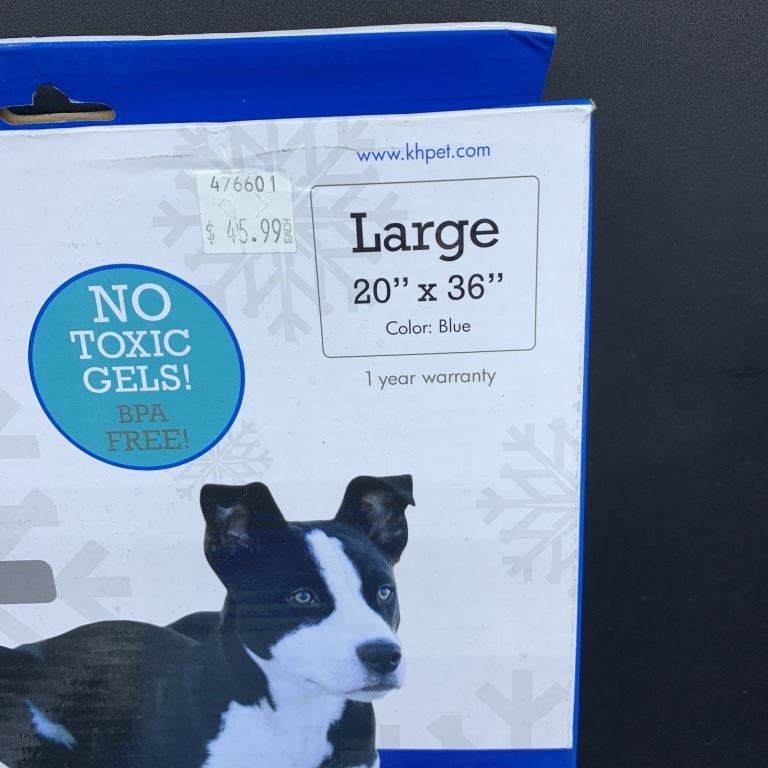 www.khpet.com
476601
$ 45.99 EACH
Large
20” x 36”
Color: Blue
1 year warranty
NO
TOXIC
GELS!
BPA
FREE!